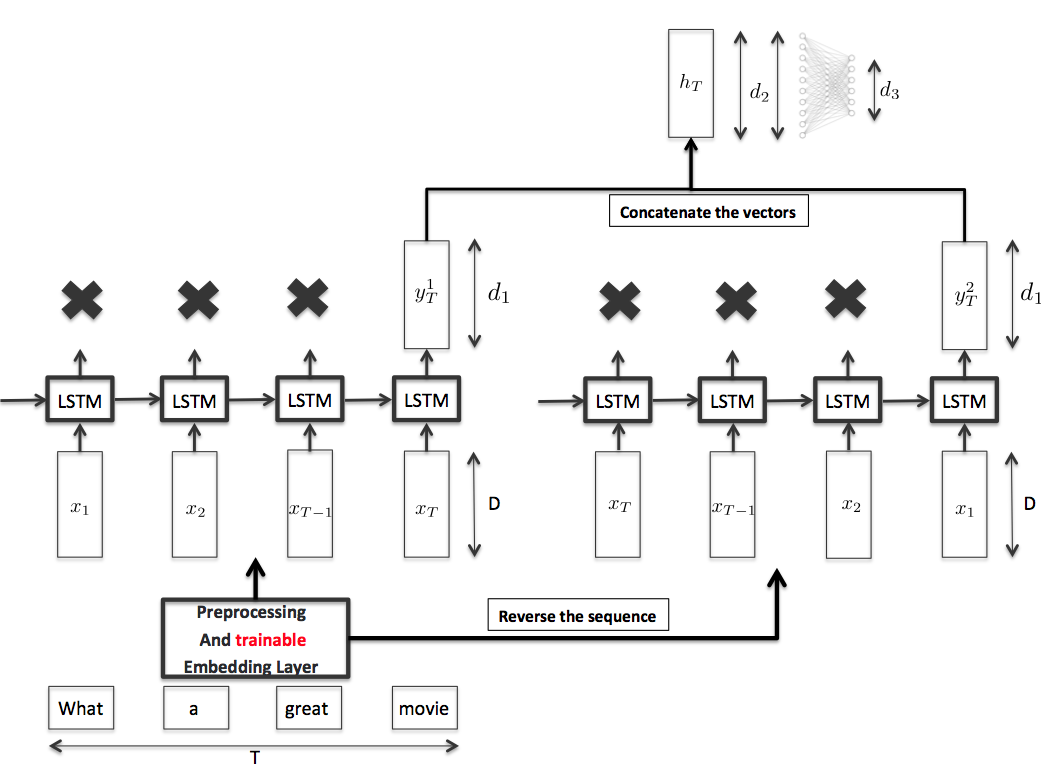 h_T
d_2
d_3
Concatenate the vectors
y_T^1
d_1
y_T^2
d_1
LSTM
LSTM
LSTM
LSTM
LSTM
LSTM
LSTM
LSTM
x_1
x_2
x_{T-1}
x_T
D
x_T
x_{T-1}
x_2
x_1
D
Preprocessing
And trainable
Embedding Layer
Reverse the sequence
What
a
great
movie
T